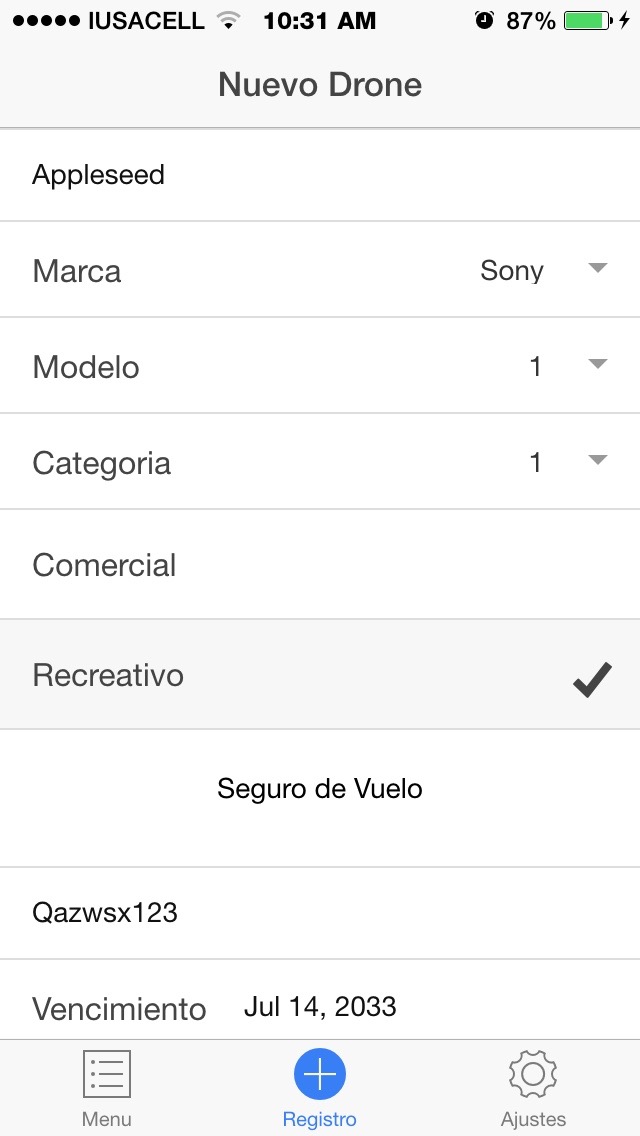 IUSACELL 10:31 AM 87%
Nuevo Drone
Appleseed
Marca Sony
Modelo 1
Categoria 1
Comercial
Recreativo
Seguro de Vuelo
Qazwsx123
Vencimiento Jul 14, 2033
Menu Registro Ajustes